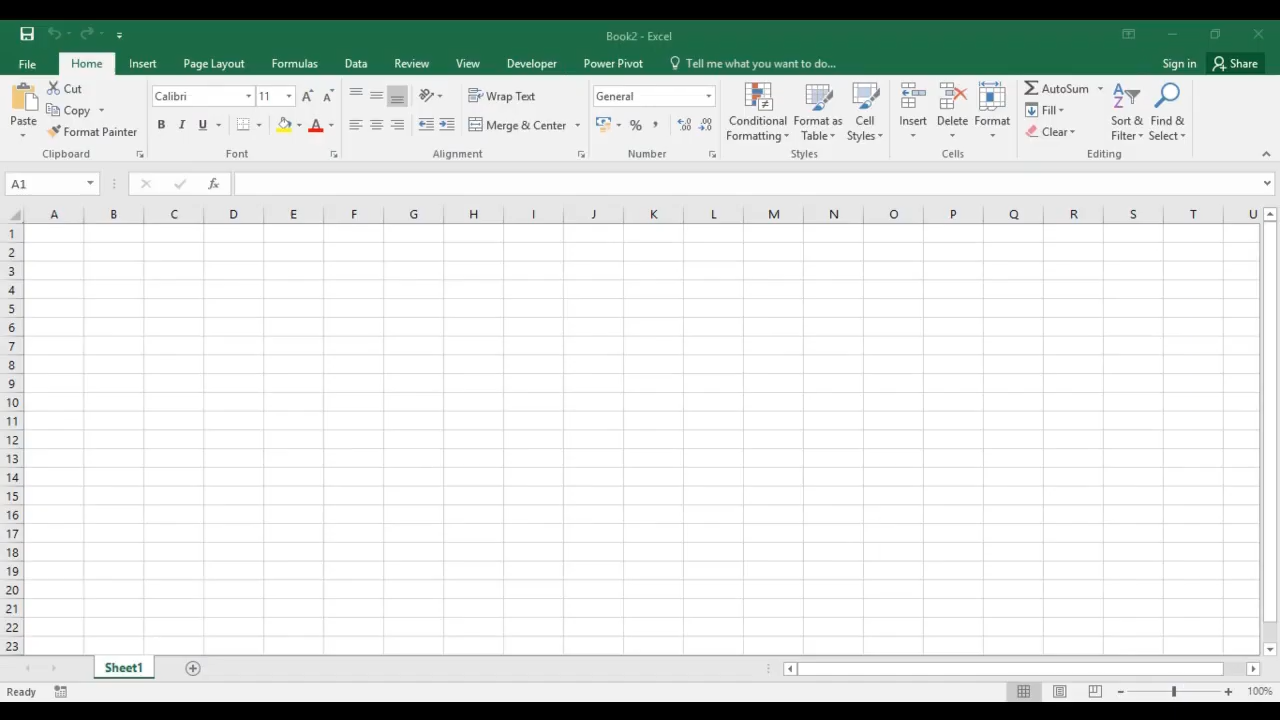 Book2 - Excel
File Home Insert Page Layout Formulas Data Review View Developer Power Pivot Tell me what you want to do... Sign in Share
Paste Cut
Copy
Format Painter
Clipboard
Calibri 11
B I U A
Font
Wrap Text
Merge & Center
Alignment
General
%
Number
Conditional Formatting
Format as Table
Cell Styles
Styles
Insert Delete Format
Cells
AutoSum
Fill
Clear
Sort & Filter
Find & Select
Editing
A1 fx
A B C D E F G H I J K L M N O P Q R S T U
1
2
3
4
5
6
7
8
9
10
11
12
13
14
15
16
17
18
19
20
21
22
23
Sheet1
Ready 100%